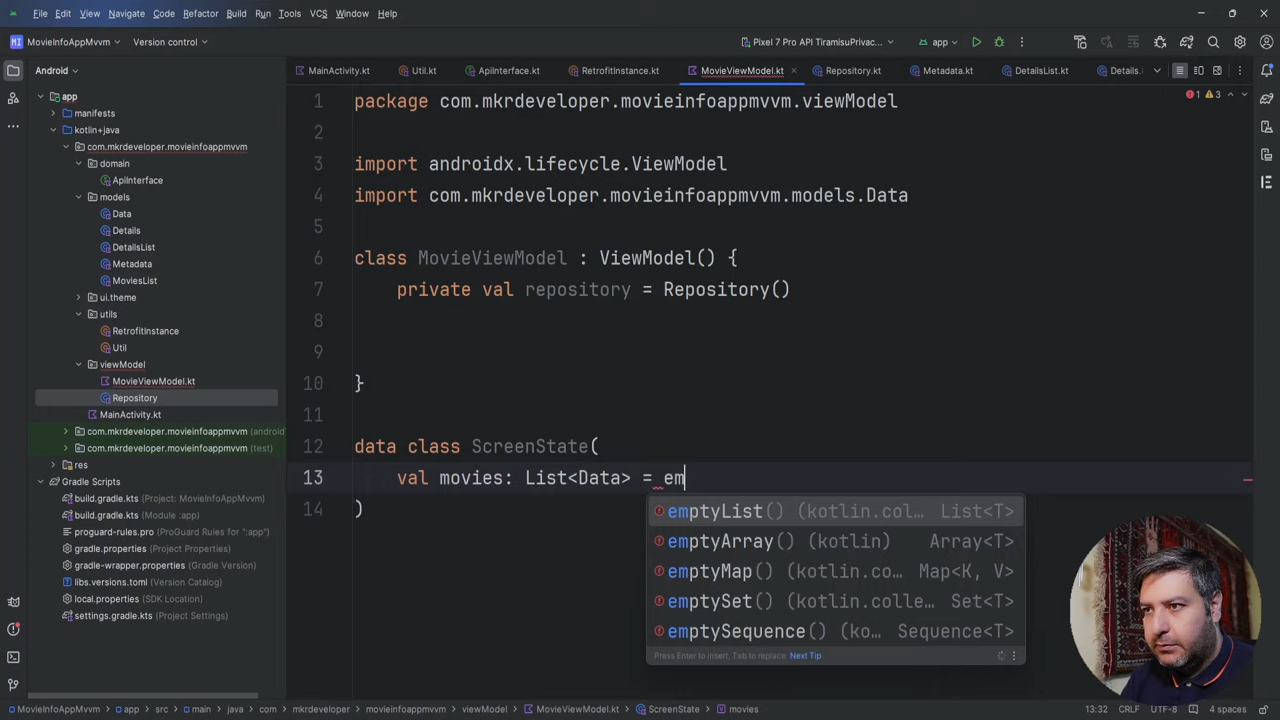 File Edit View Navigate Code Refactor Build Run Tools VCS Window Help
MI MovieInfoAppMvvm Version control Pixel 7 Pro API TiramisuPrivac... app
Android MainActivity.kt Util.kt ApiInterface.kt RetrofitInstance.kt MovieViewModel.kt Repository.kt Metadata.kt DetailsList.kt Details.
app
manifests
kotlin+java
com.mkrdeveloper.movieinfoappmvvm
domain
ApiInterface
models
Data
Details
DetailsList
Metadata
MoviesList
ui.theme
utils
RetrofitInstance
Util
viewModel
MovieViewModel.kt
Repository
MainActivity.kt
com.mkrdeveloper.movieinfoappmvvm (android
com.mkrdeveloper.movieinfoappmvvm (test)
res
Gradle Scripts
build.gradle.kts (Project: MovieInfoAppMvvm)
build.gradle.kts (Module :app)
proguard-rules.pro (ProGuard Rules for ":app)
gradle.properties (Project Properties)
gradle-wrapper.properties (Gradle Version)
libs.versions.toml (Version Catalog)
local.properties (SDK Location)
settings.gradle.kts (Project Settings)
1 package com.mkrdeveloper.movieinfoappmvvm.viewModel
1 3
2
3 import androidx.lifecycle.ViewModel
4 import com.mkrdeveloper.movieinfoappmvvm.models.Data
5
6 class MovieViewModel : ViewModel() {
7 private val repository = Repository()
8
9
10 }
11
12 data class ScreenState(
13 val movies: List<Data> = em
14 )
emptyList() (kotlin.col... List<T>
emptyArray() (kotlin) Array<T>
emptyMap() (kotlin.co... Map<K, V>
emptySet() (kotlin.colle... Set<T>
emptySequence() (ko... Sequence<T>
Press Enter to insert, Tab to replace Next Tip
MovieInfoAppMvvm app src main java com mkrdeveloper movieinfoappmvvm viewModel MovieViewModel.kt ScreenState movies 13:32 CRLF UTF-8 4 spaces